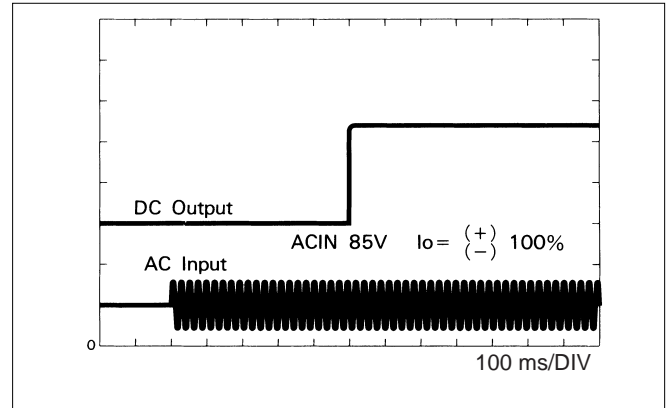 DC Output
ACIN 85V Io= (+) (−) 100%
AC Input
0
100 ms/DIV